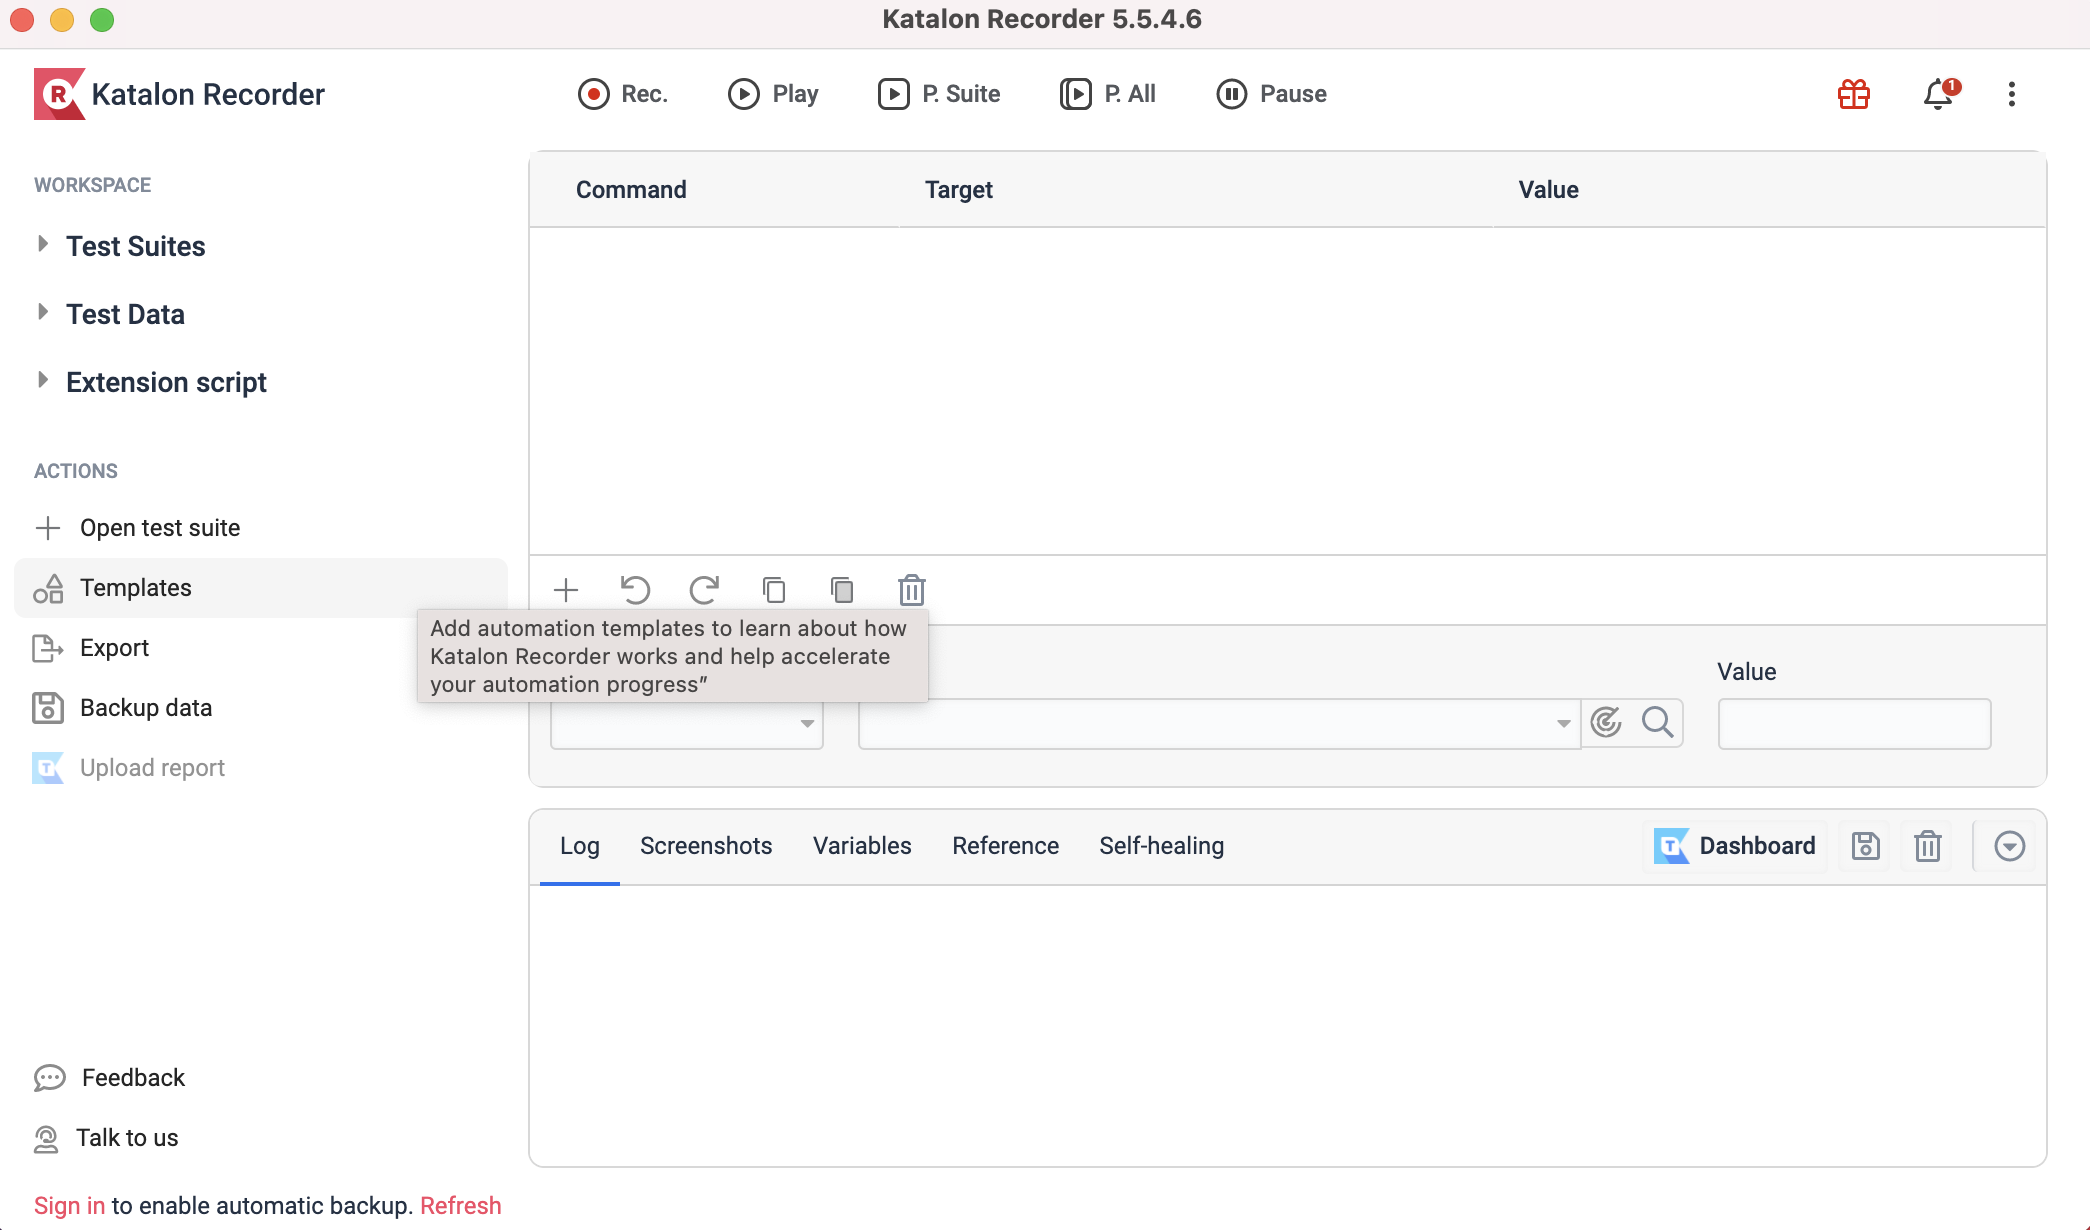 Katalon Recorder 5.5.4.6
R Katalon Recorder
Rec.
Play
P. Suite
P. All
Pause
1
WORKSPACE
Test Suites
Test Data
Extension script
ACTIONS
Open test suite
Templates
Export
Backup data
T Upload report
Command
Target
Value
Add automation templates to learn about how
Katalon Recorder works and help accelerate
your automation progress”
Value
Log
Screenshots
Variables
Reference
Self-healing
T Dashboard
Feedback
Talk to us
Sign in to enable automatic backup. Refresh